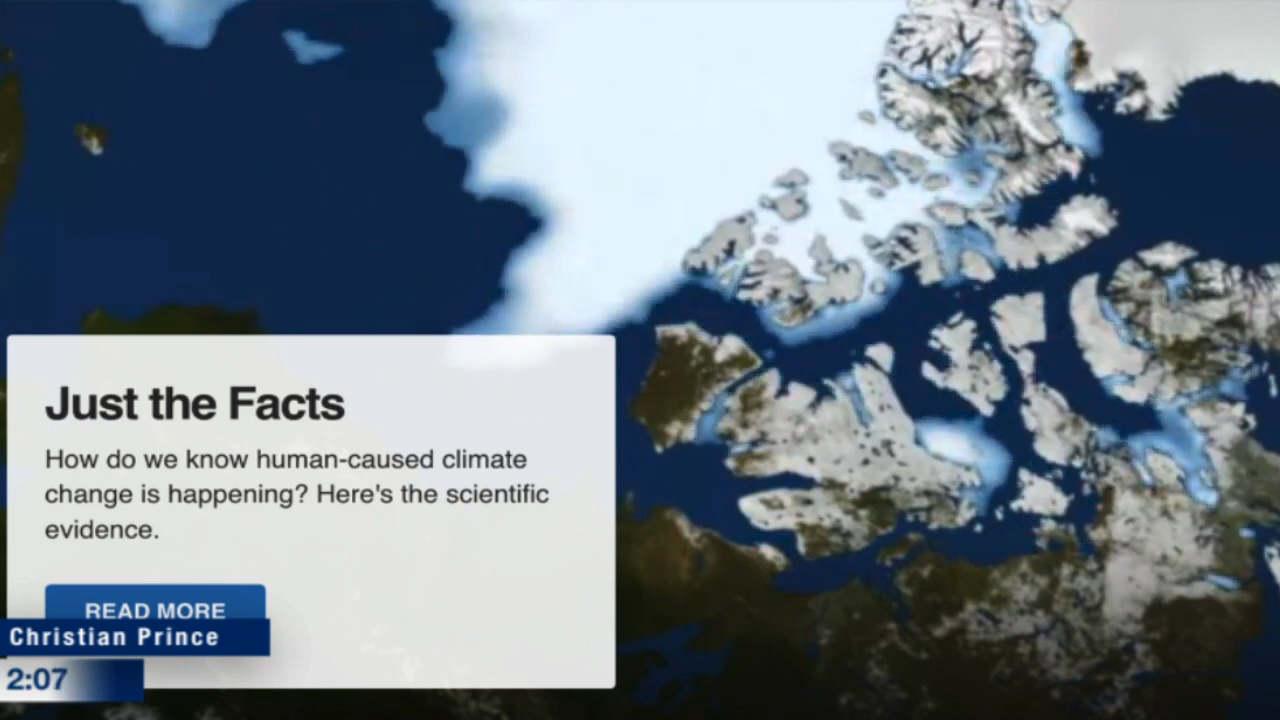 Just the Facts
How do we know human-caused climate
change is happening? Here's the scientific
evidence.
READ MORE
Christian Prince
2:07